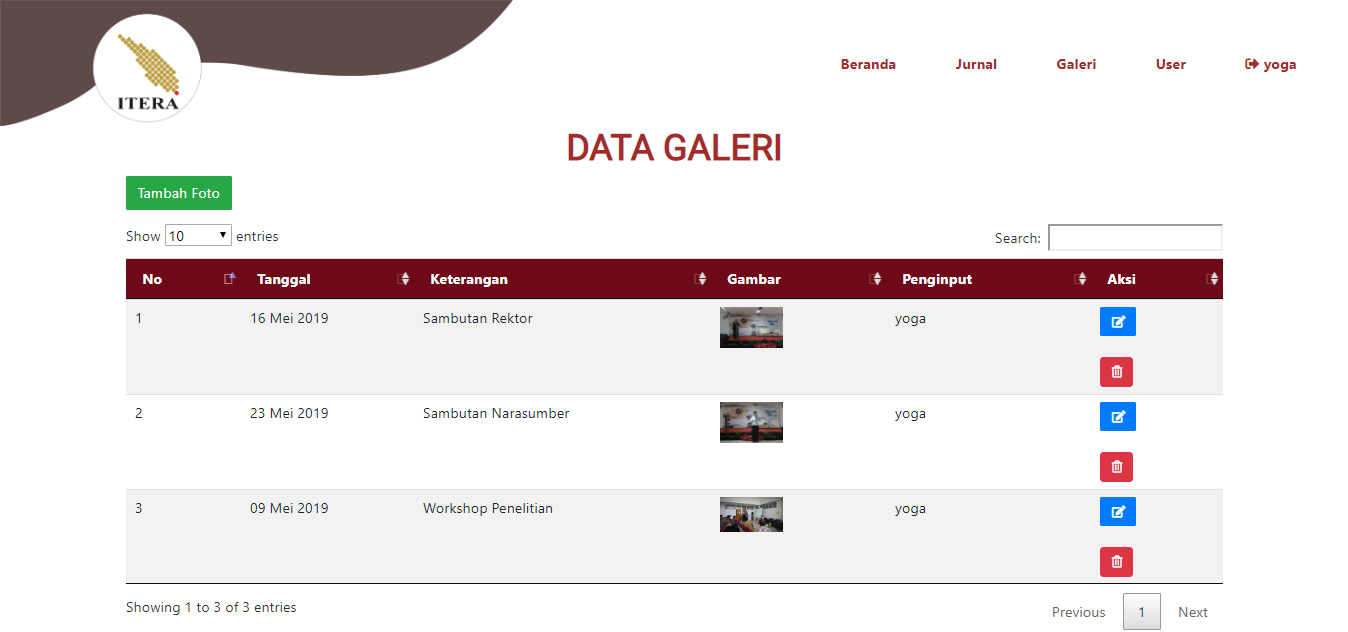 ITERA
Beranda Jurnal Galeri User yoga
DATA GALERI
Tambah Foto
Show 10 entries Search:
No Tanggal Keterangan Gambar Penginput Aksi
1 16 Mei 2019 Sambutan Rektor yoga
2 23 Mei 2019 Sambutan Narasumber yoga
3 09 Mei 2019 Workshop Penelitian yoga
Showing 1 to 3 of 3 entries Previous 1 Next